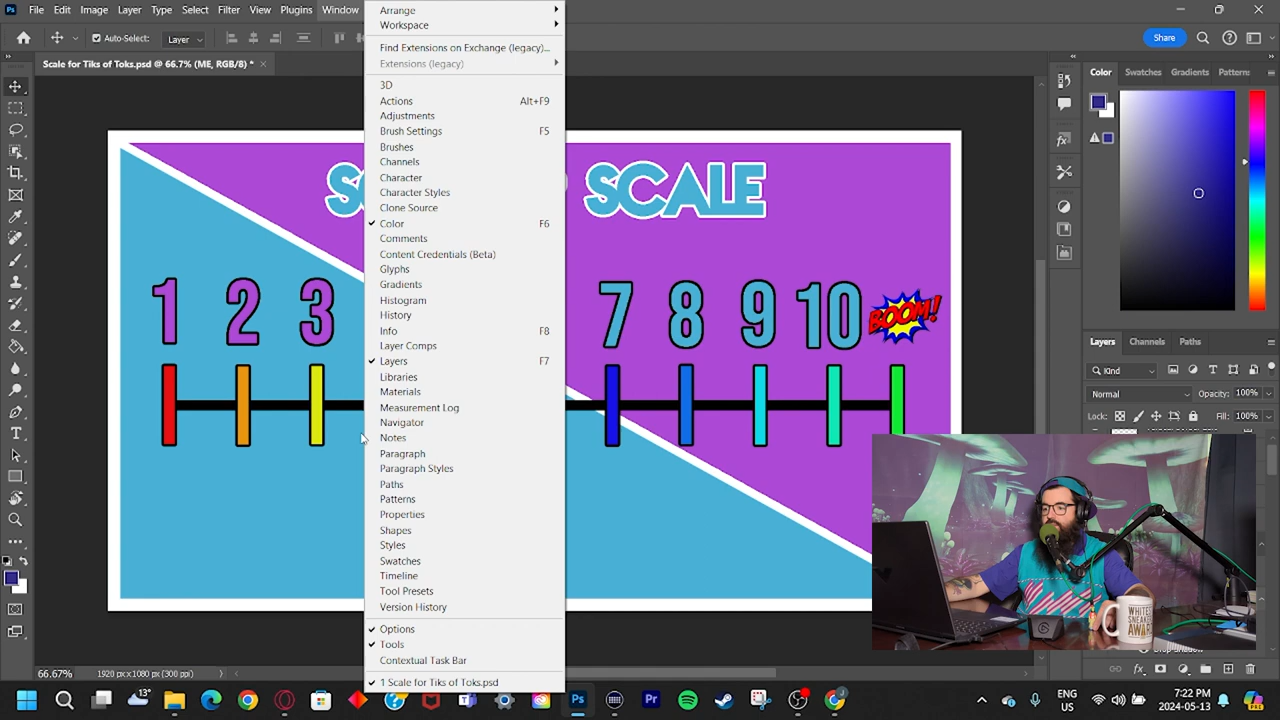 File Edit Image Layer Type Select Filter View Plugins Window
Auto-Select: Layer
Share
Scale for Tiks of Toks.psd @ 66.7% (ME, RGB/8) *
Arrange
Workspace
Find Extensions on Exchange (legacy)...
Extensions (legacy)
3D
Actions Alt+F9
Adjustments
Brush Settings F5
Brushes
Channels
Character
Character Styles
Clone Source
Color F6
Comments
Content Credentials (Beta)
Glyphs
Gradients
Histogram
History
Info F8
Layer Comps
Layers F7
Libraries
Materials
Measurement Log
Navigator
Notes
Paragraph
Paragraph Styles
Paths
Patterns
Properties
Shapes
Styles
Swatches
Timeline
Tool Presets
Version History
Options
Tools
Contextual Task Bar
1 Scale for Tiks of Toks.psd
SCALE
1 2 3 7 8 9 10 BOOM!
Color Swatches Gradients Patterns
Layers Channels Paths
Kind
Normal Opacity: 100%
Lock: Fill: 100%
WHITE
SNEAKER
AWARD
66.67% 1920 px x 1080 px (300 ppi)
13°
Ps Pr
ENG
US
7:22 PM
2024-05-13